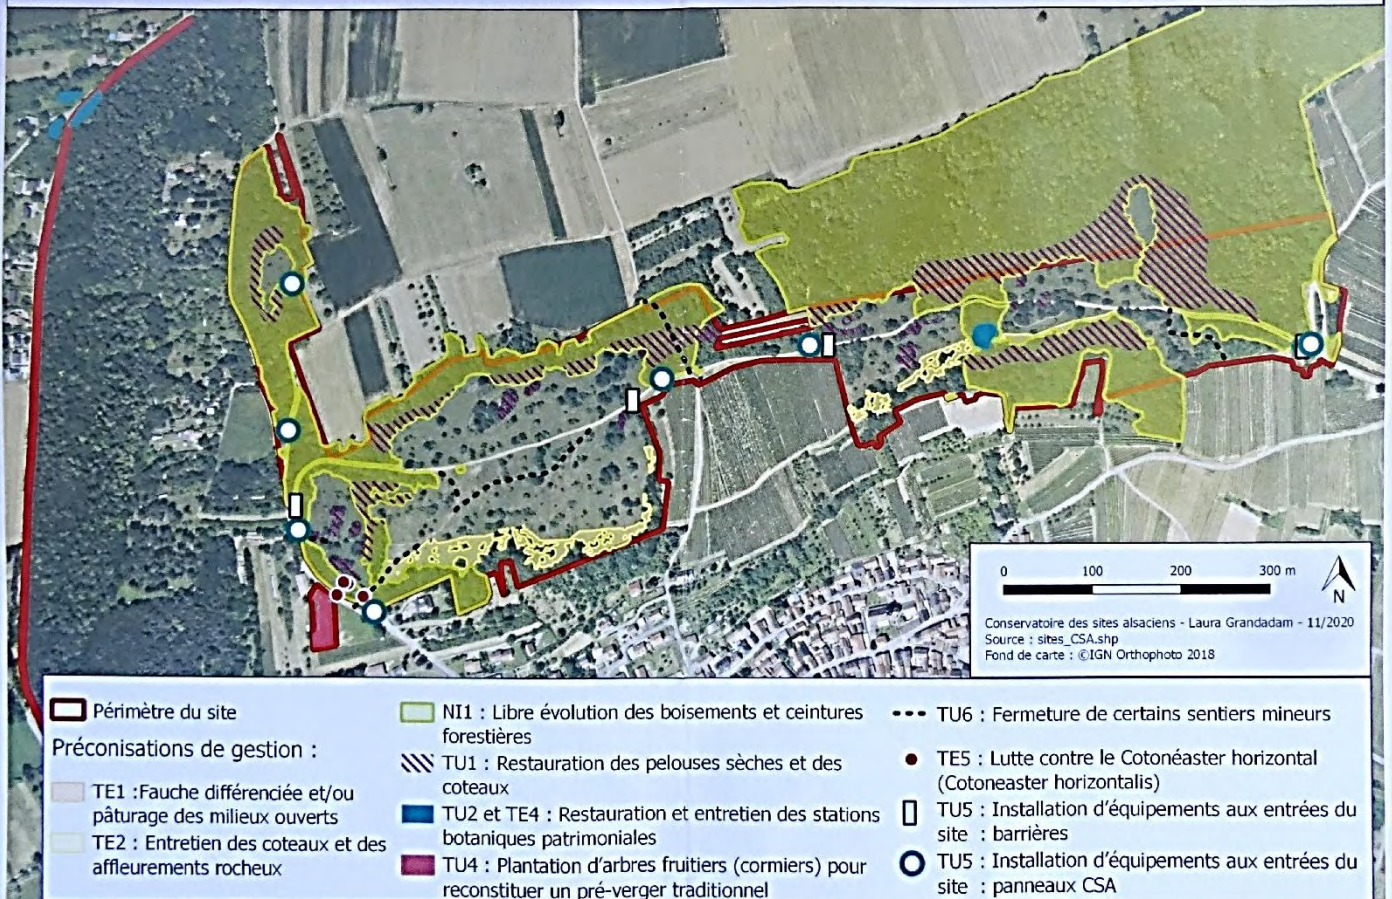 0 100 200 300 m
N
Conservatoire des sites alsaciens - Laura Grandadam - 11/2020
Source : sites_CSA.shp
Fond de carte : ©IGN Orthophoto 2018
Périmètre du site
Préconisations de gestion :
TE1 :Fauche différenciée et/ou
pâturage des milieux ouverts
TE2 : Entretien des coteaux et des
affleurements rocheux
NI1 : Libre évolution des boisements et ceintures
forestières
TU1 : Restauration des pelouses sèches et des
coteaux
TU2 et TE4 : Restauration et entretien des stations
botaniques patrimoniales
TU4 : Plantation d'arbres fruitiers (cormiers) pour
reconstituer un pré-verger traditionnel
TU6 : Fermeture de certains sentiers mineurs
TE5 : Lutte contre le Cotonéaster horizontal
(Cotoneaster horizontalis)
TU5 : Installation d'équipements aux entrées du
site : barrières
TU5 : Installation d'équipements aux entrées du
site : panneaux CSA